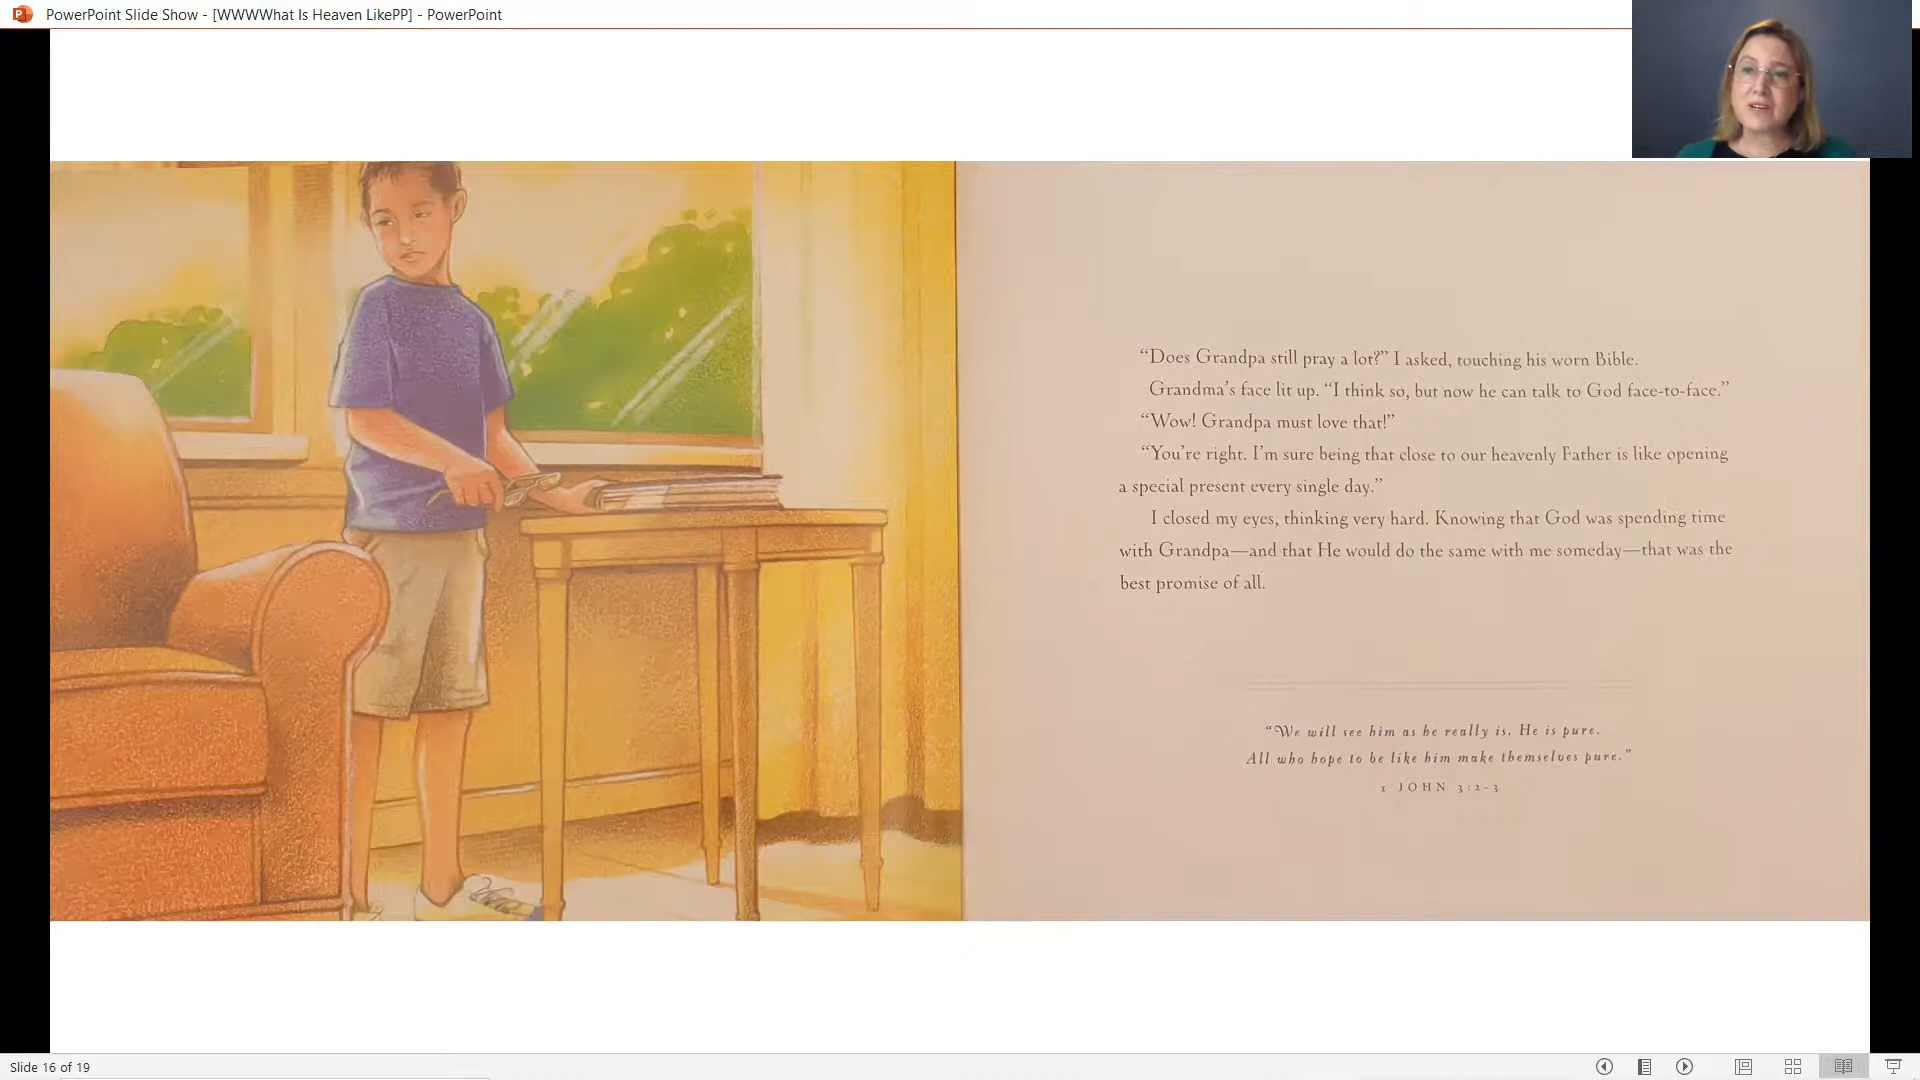 PowerPoint Slide Show - [WWWWhat Is Heaven LikePP] - PowerPoint
“Does Grandpa still pray a lot?” I asked, touching his worn Bible.
Grandma’s face lit up. “I think so, but now he can talk to God face-to-face.”
“Wow! Grandpa must love that!”
“You’re right. I’m sure being that close to our heavenly Father is like opening
a special present every single day.”
I closed my eyes, thinking very hard. Knowing that God was spending time
with Grandpa—and that He would do the same with me someday—that was the
best promise of all.
“We will see him as he really is. He is pure.
All who hope to be like him make themselves pure.”
1 JOHN 3:2-3
Slide 16 of 19